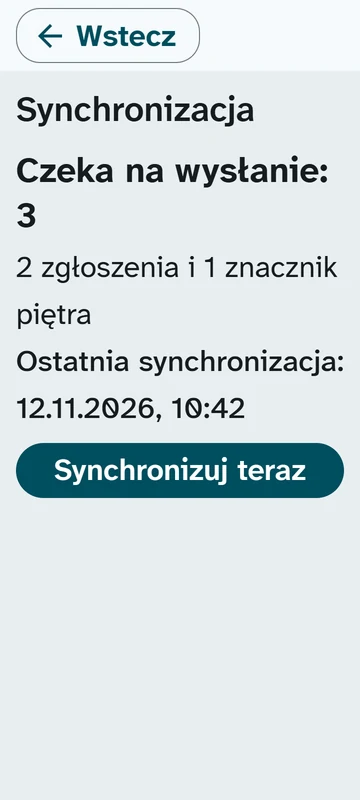 Wstecz
Synchronizacja
Czeka na wysłanie:
3
2 zgłoszenia i 1 znacznik
piętra
Ostatnia synchronizacja:
12.11.2026, 10:42
Synchronizuj teraz